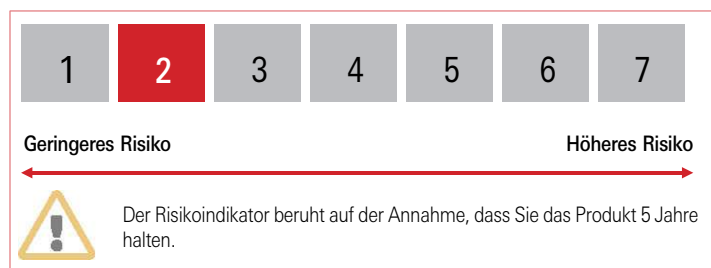 1 2 3 4 5 6 7
Geringeres Risiko Höheres Risiko
Der Risikoindikator beruht auf der Annahme, dass Sie das Produkt 5 Jahre
halten.